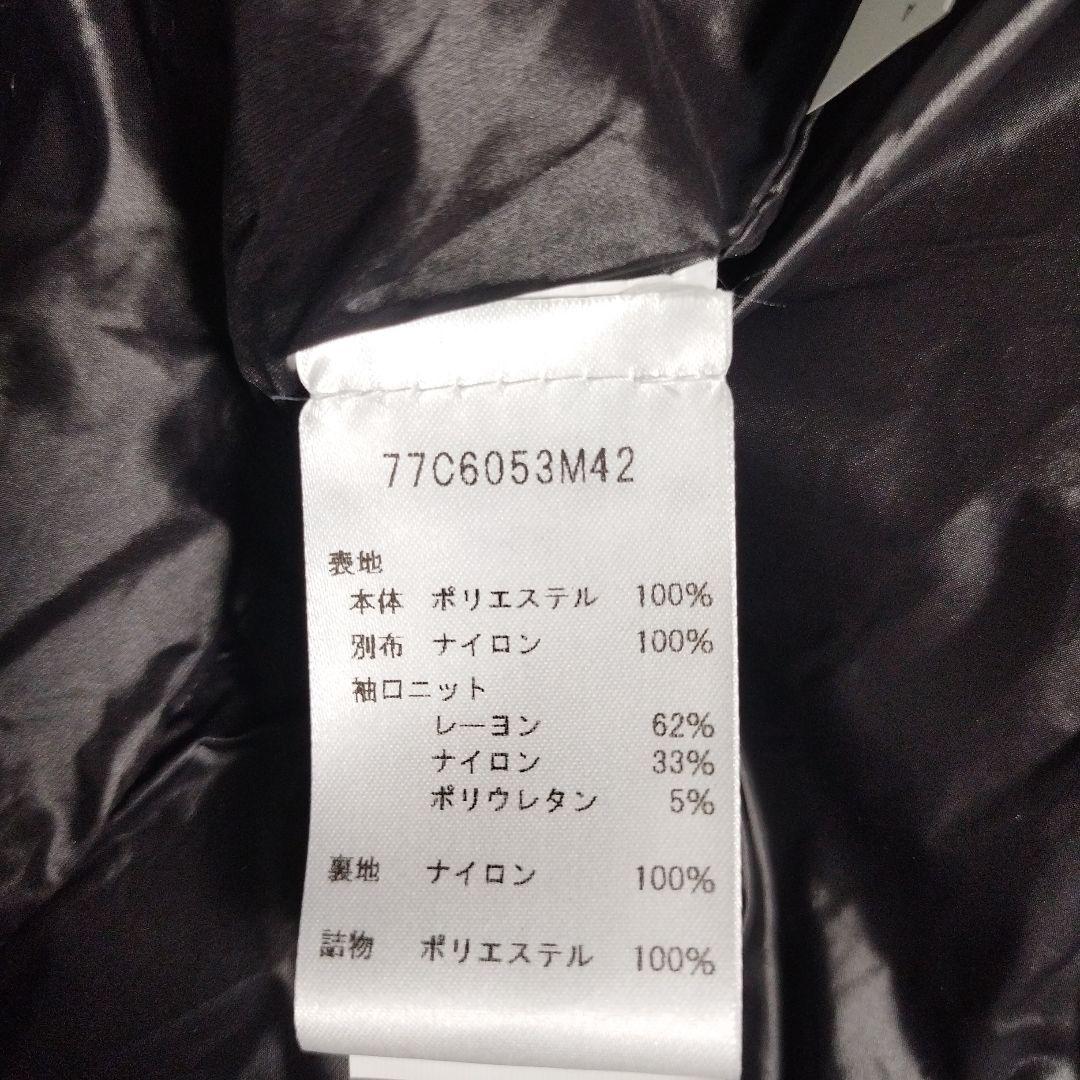 77C6053M42
表地
本体 ポリエステル 100%
別布 ナイロン 100%
袖口ニット
レーヨン 62%
ナイロン 33%
ポリウレタン 5%
裏地 ナイロン 100%
詰物 ポリエステル 100%